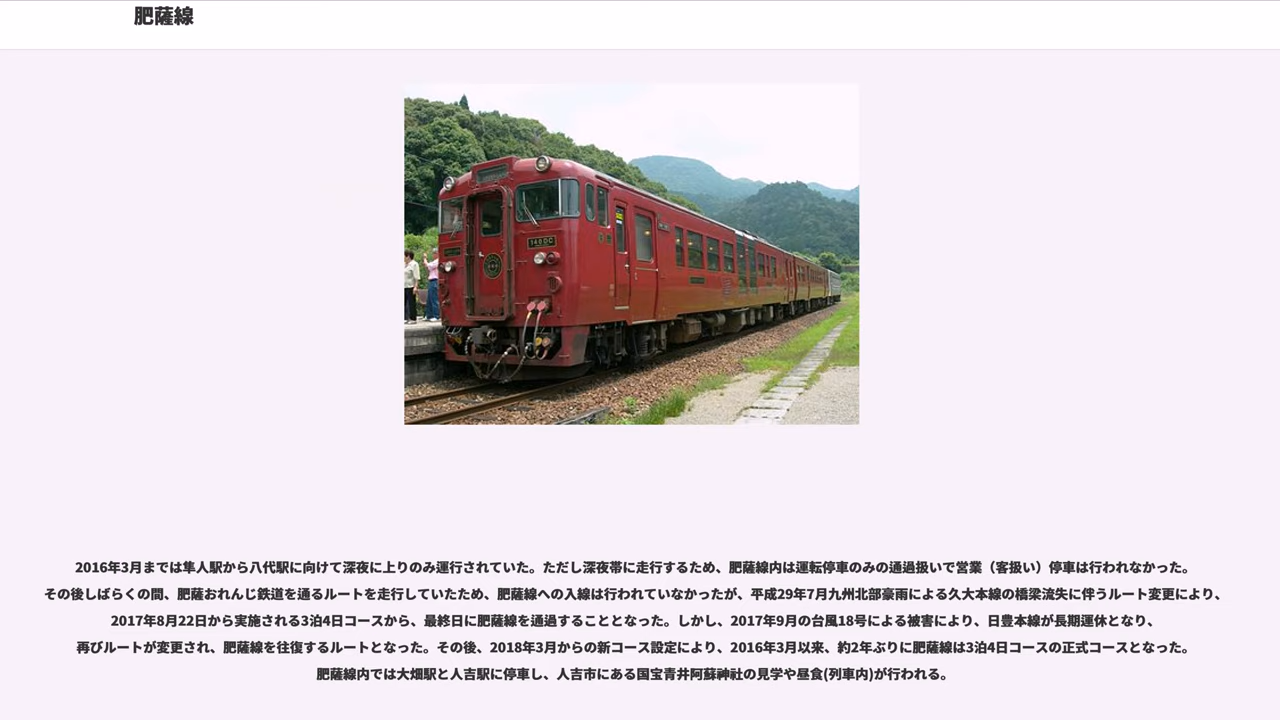 肥薩線
140DC
2016年3月までは隼人駅から八代駅に向けて深夜に上りのみ運行されていた。ただし深夜帯に走行するため、肥薩線内は運転停車のみの通過扱いで営業（客扱い）停車は行われなかった。
その後しばらくの間、肥薩おれんじ鉄道を通るルートを走行していたため、肥薩線への入線は行われていなかったが、平成29年7月九州北部豪雨による久大本線の橋梁流失に伴うルート変更により、
2017年8月22日から実施される3泊4日コースから、最終日に肥薩線を通過することとなった。しかし、2017年9月の台風18号による被害により、日豊本線が長期運休となり、
再びルートが変更され、肥薩線を往復するルートとなった。その後、2018年3月からの新コース設定により、2016年3月以来、約2年ぶりに肥薩線は3泊4日コースの正式コースとなった。
肥薩線内では大畑駅と人吉駅に停車し、人吉市にある国宝青井阿蘇神社の見学や昼食(列車内)が行われる。